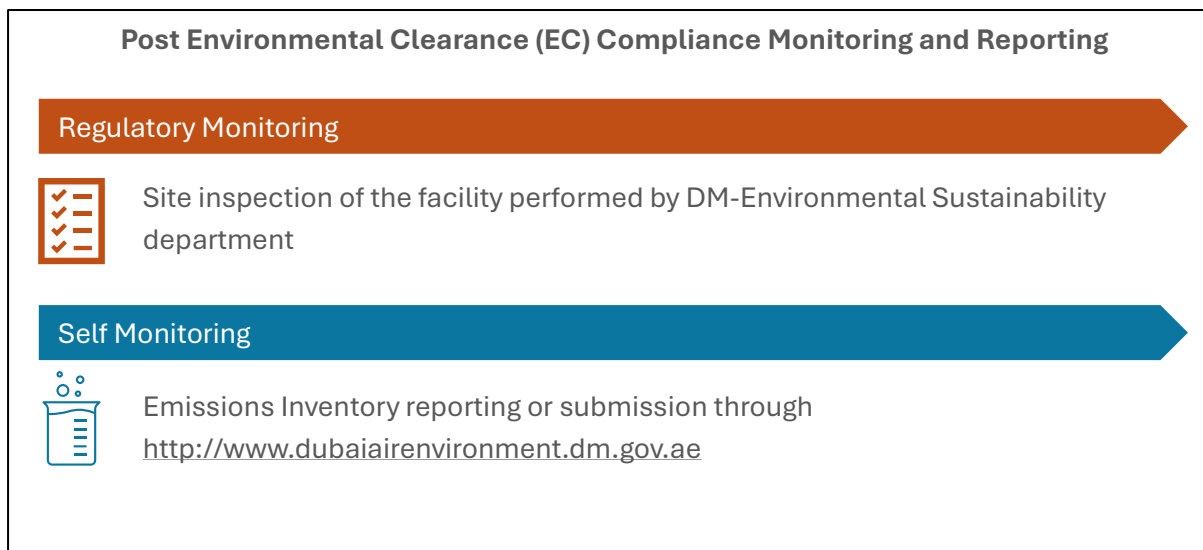 Post Environmental Clearance (EC) Compliance Monitoring and Reporting
Regulatory Monitoring
Site inspection of the facility performed by DM-Environmental Sustainability
department
Self Monitoring
Emissions Inventory reporting or submission through
http://www.dubaiairenvironment.dm.gov.ae